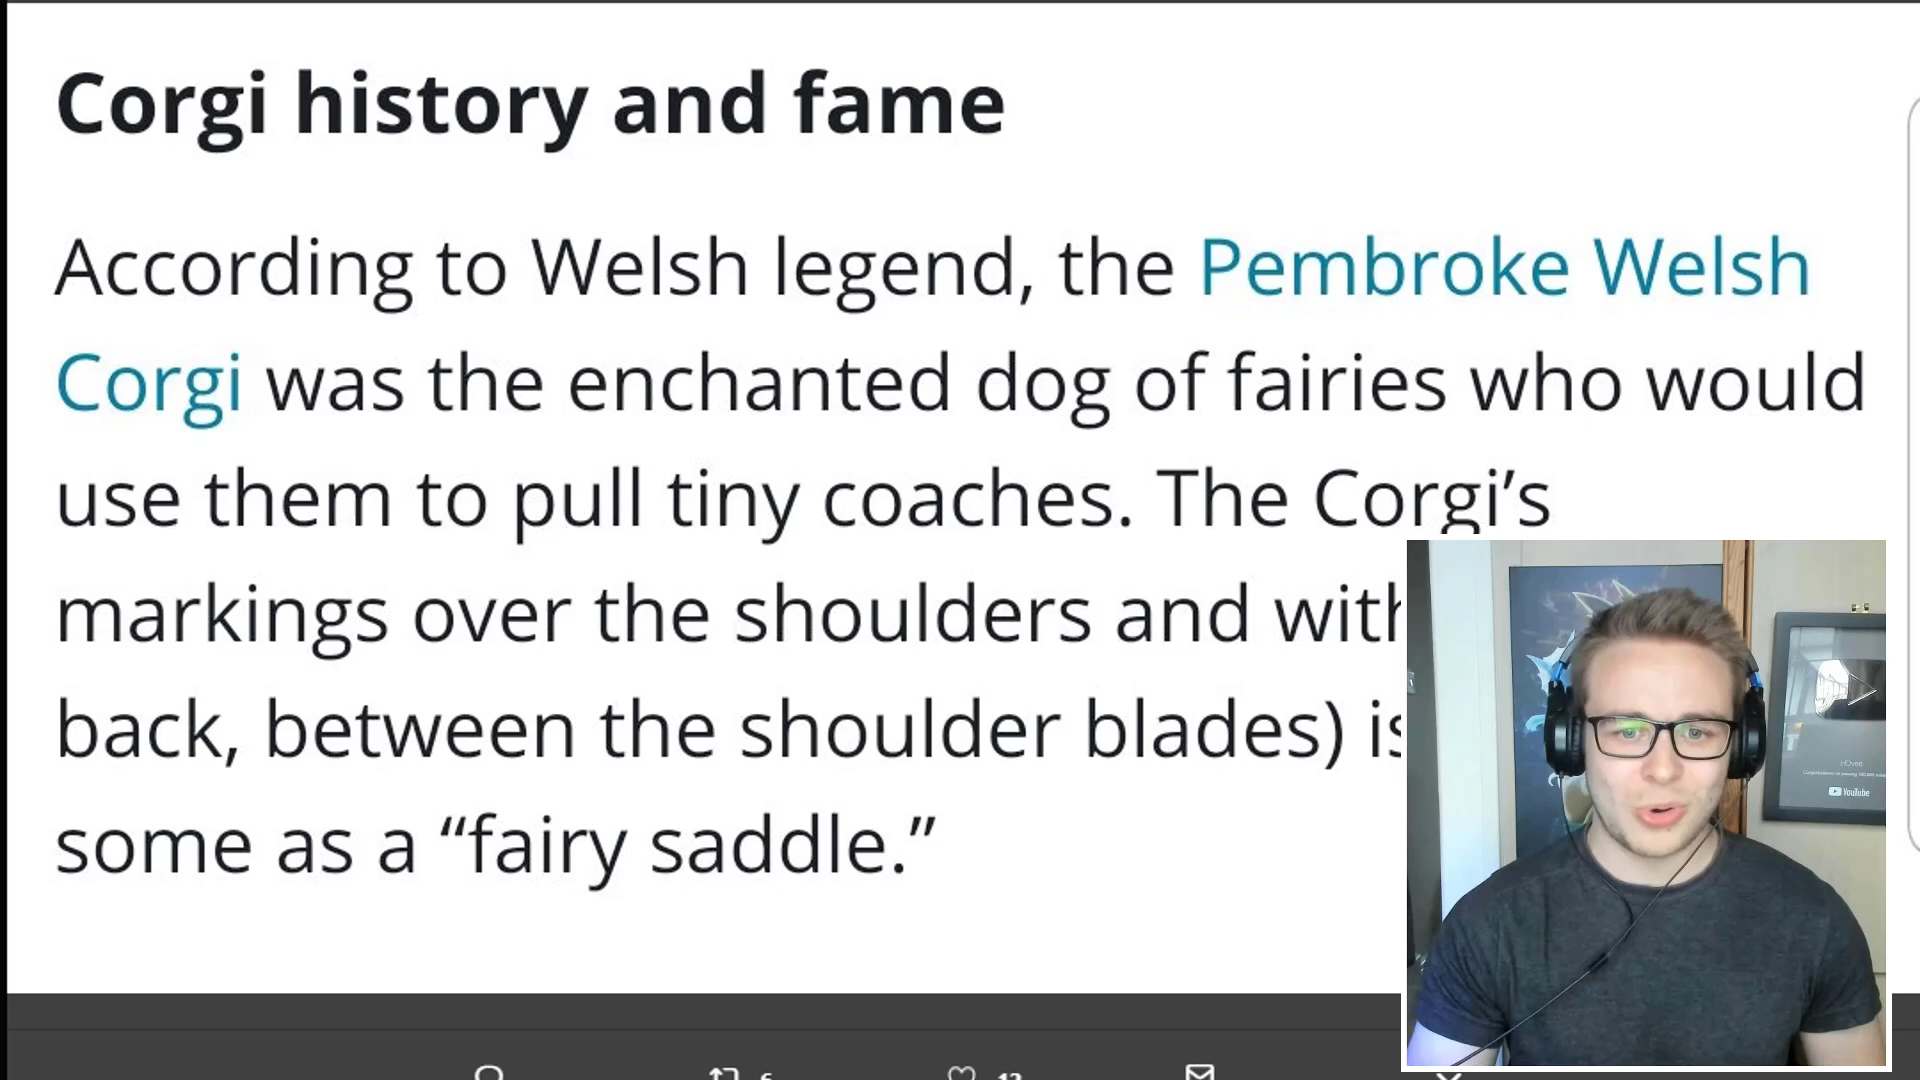 Corgi history and fame
According to Welsh legend, the Pembroke Welsh
Corgi was the enchanted dog of fairies who would
use them to pull tiny coaches. The Corgi’s
markings over the shoulders and with
back, between the shoulder blades) is
some as a “fairy saddle.”
HDvee
YouTube